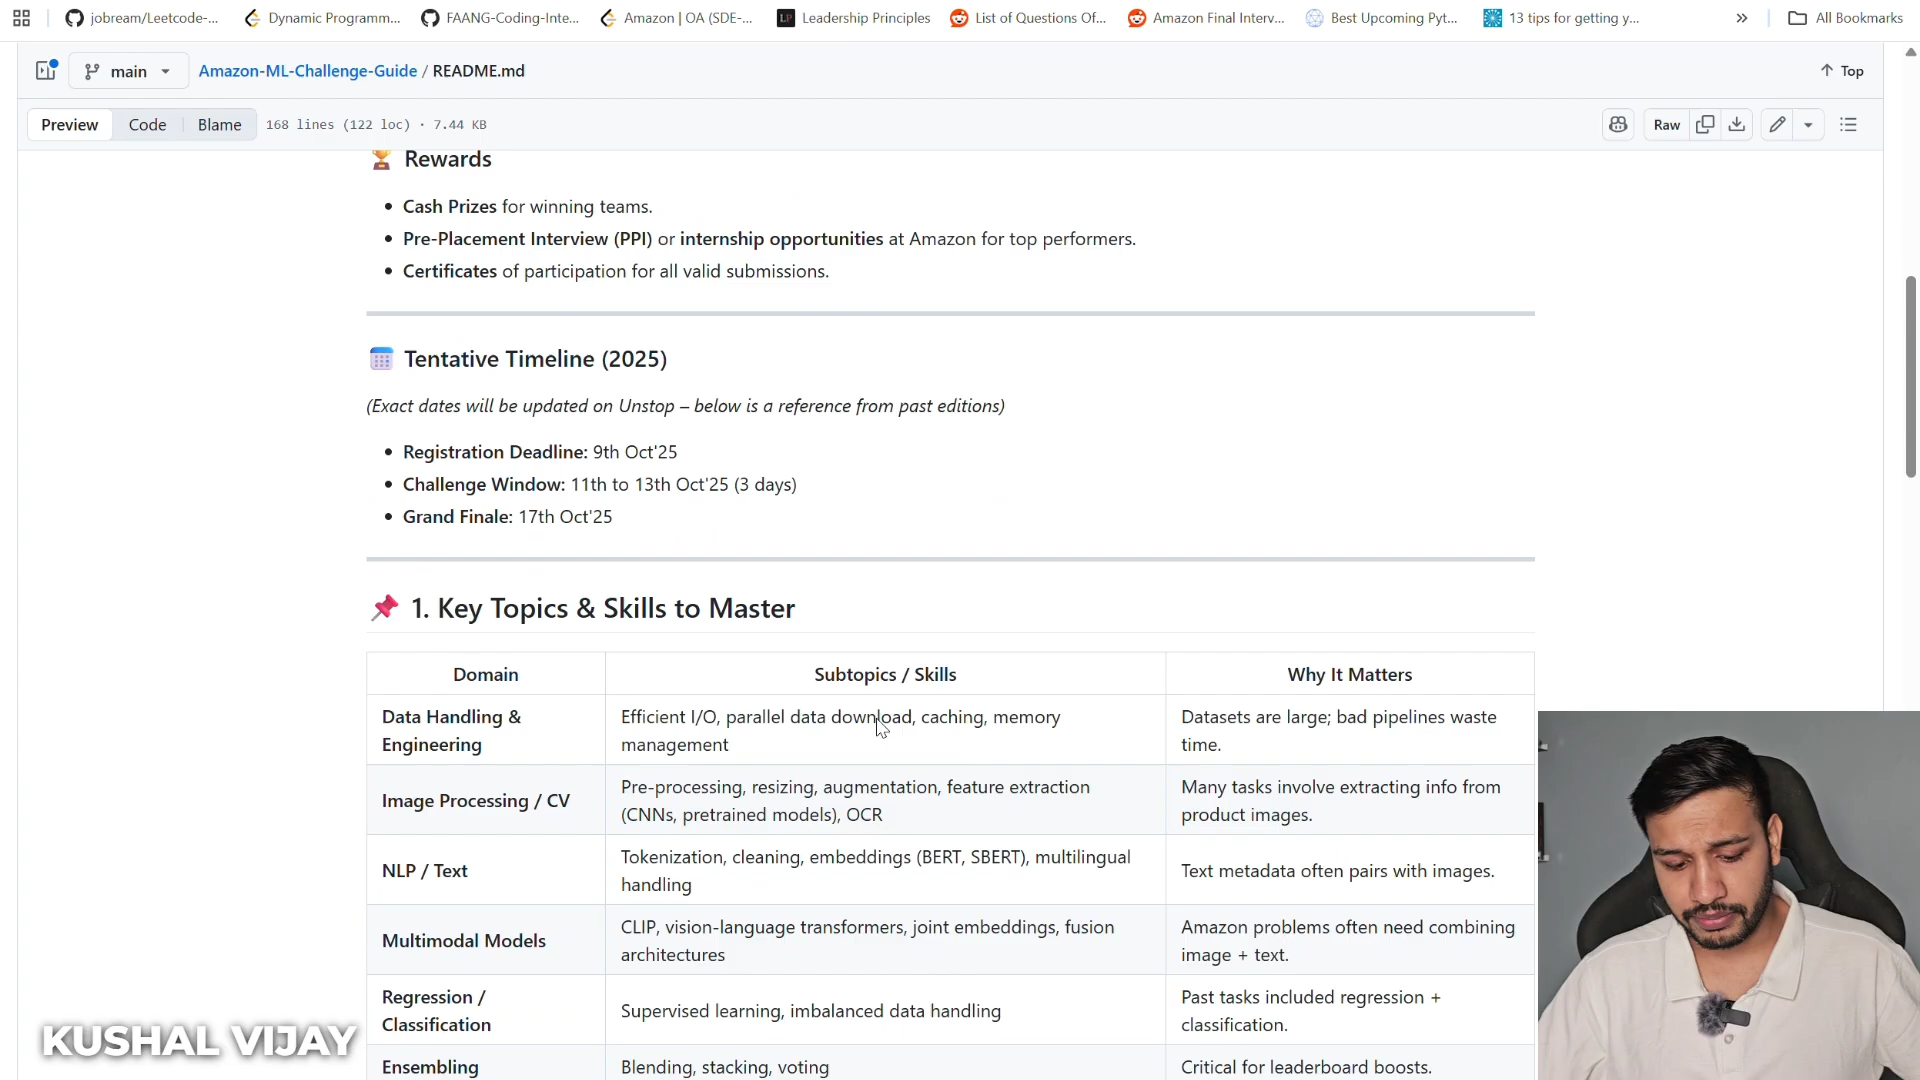 jobream/Leetcode-... Dynamic Programm... FAANG-Coding-Inte... Amazon | OA (SDE-... LP Leadership Principles List of Questions Of... Amazon Final Interv... Best Upcoming Pyt... 13 tips for getting y... » All Bookmarks
main Amazon-ML-Challenge-Guide / README.md Top
Preview Code Blame 168 lines (122 loc) · 7.44 KB Raw
Rewards
• Cash Prizes for winning teams.
• Pre-Placement Interview (PPI) or internship opportunities at Amazon for top performers.
• Certificates of participation for all valid submissions.
Tentative Timeline (2025)
(Exact dates will be updated on Unstop – below is a reference from past editions)
• Registration Deadline: 9th Oct'25
• Challenge Window: 11th to 13th Oct'25 (3 days)
• Grand Finale: 17th Oct'25
1. Key Topics & Skills to Master
Domain Subtopics / Skills Why It Matters
Data Handling & Efficient I/O, parallel data download, caching, memory Datasets are large; bad pipelines waste
Engineering management time.
Image Processing / CV Pre-processing, resizing, augmentation, feature extraction Many tasks involve extracting info from
(CNNs, pretrained models), OCR product images.
NLP / Text Tokenization, cleaning, embeddings (BERT, SBERT), multilingual Text metadata often pairs with images.
handling
Multimodal Models CLIP, vision-language transformers, joint embeddings, fusion Amazon problems often need combining
architectures image + text.
Regression / Supervised learning, imbalanced data handling Past tasks included regression +
Classification classification.
Ensembling Blending, stacking, voting Critical for leaderboard boosts.
KUSHAL VIJAY